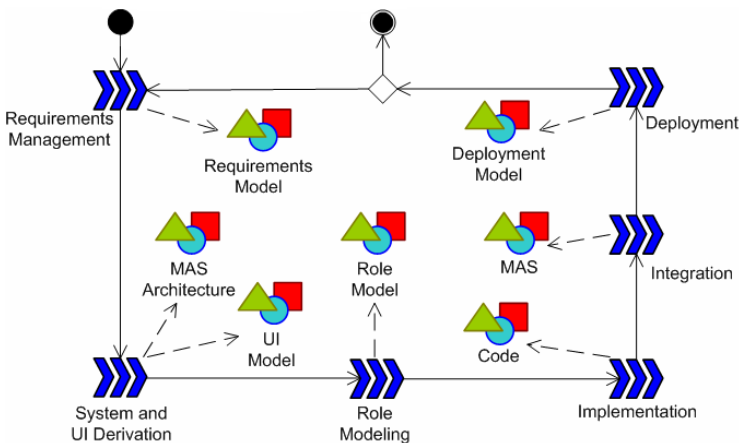 Requirements
Management
Requirements
Model
Deployment
Model
Deployment
MAS
Architecture
UI
Model
Role
Model
MAS
Integration
Code
System and
UI Derivation
Role
Modeling
Implementation